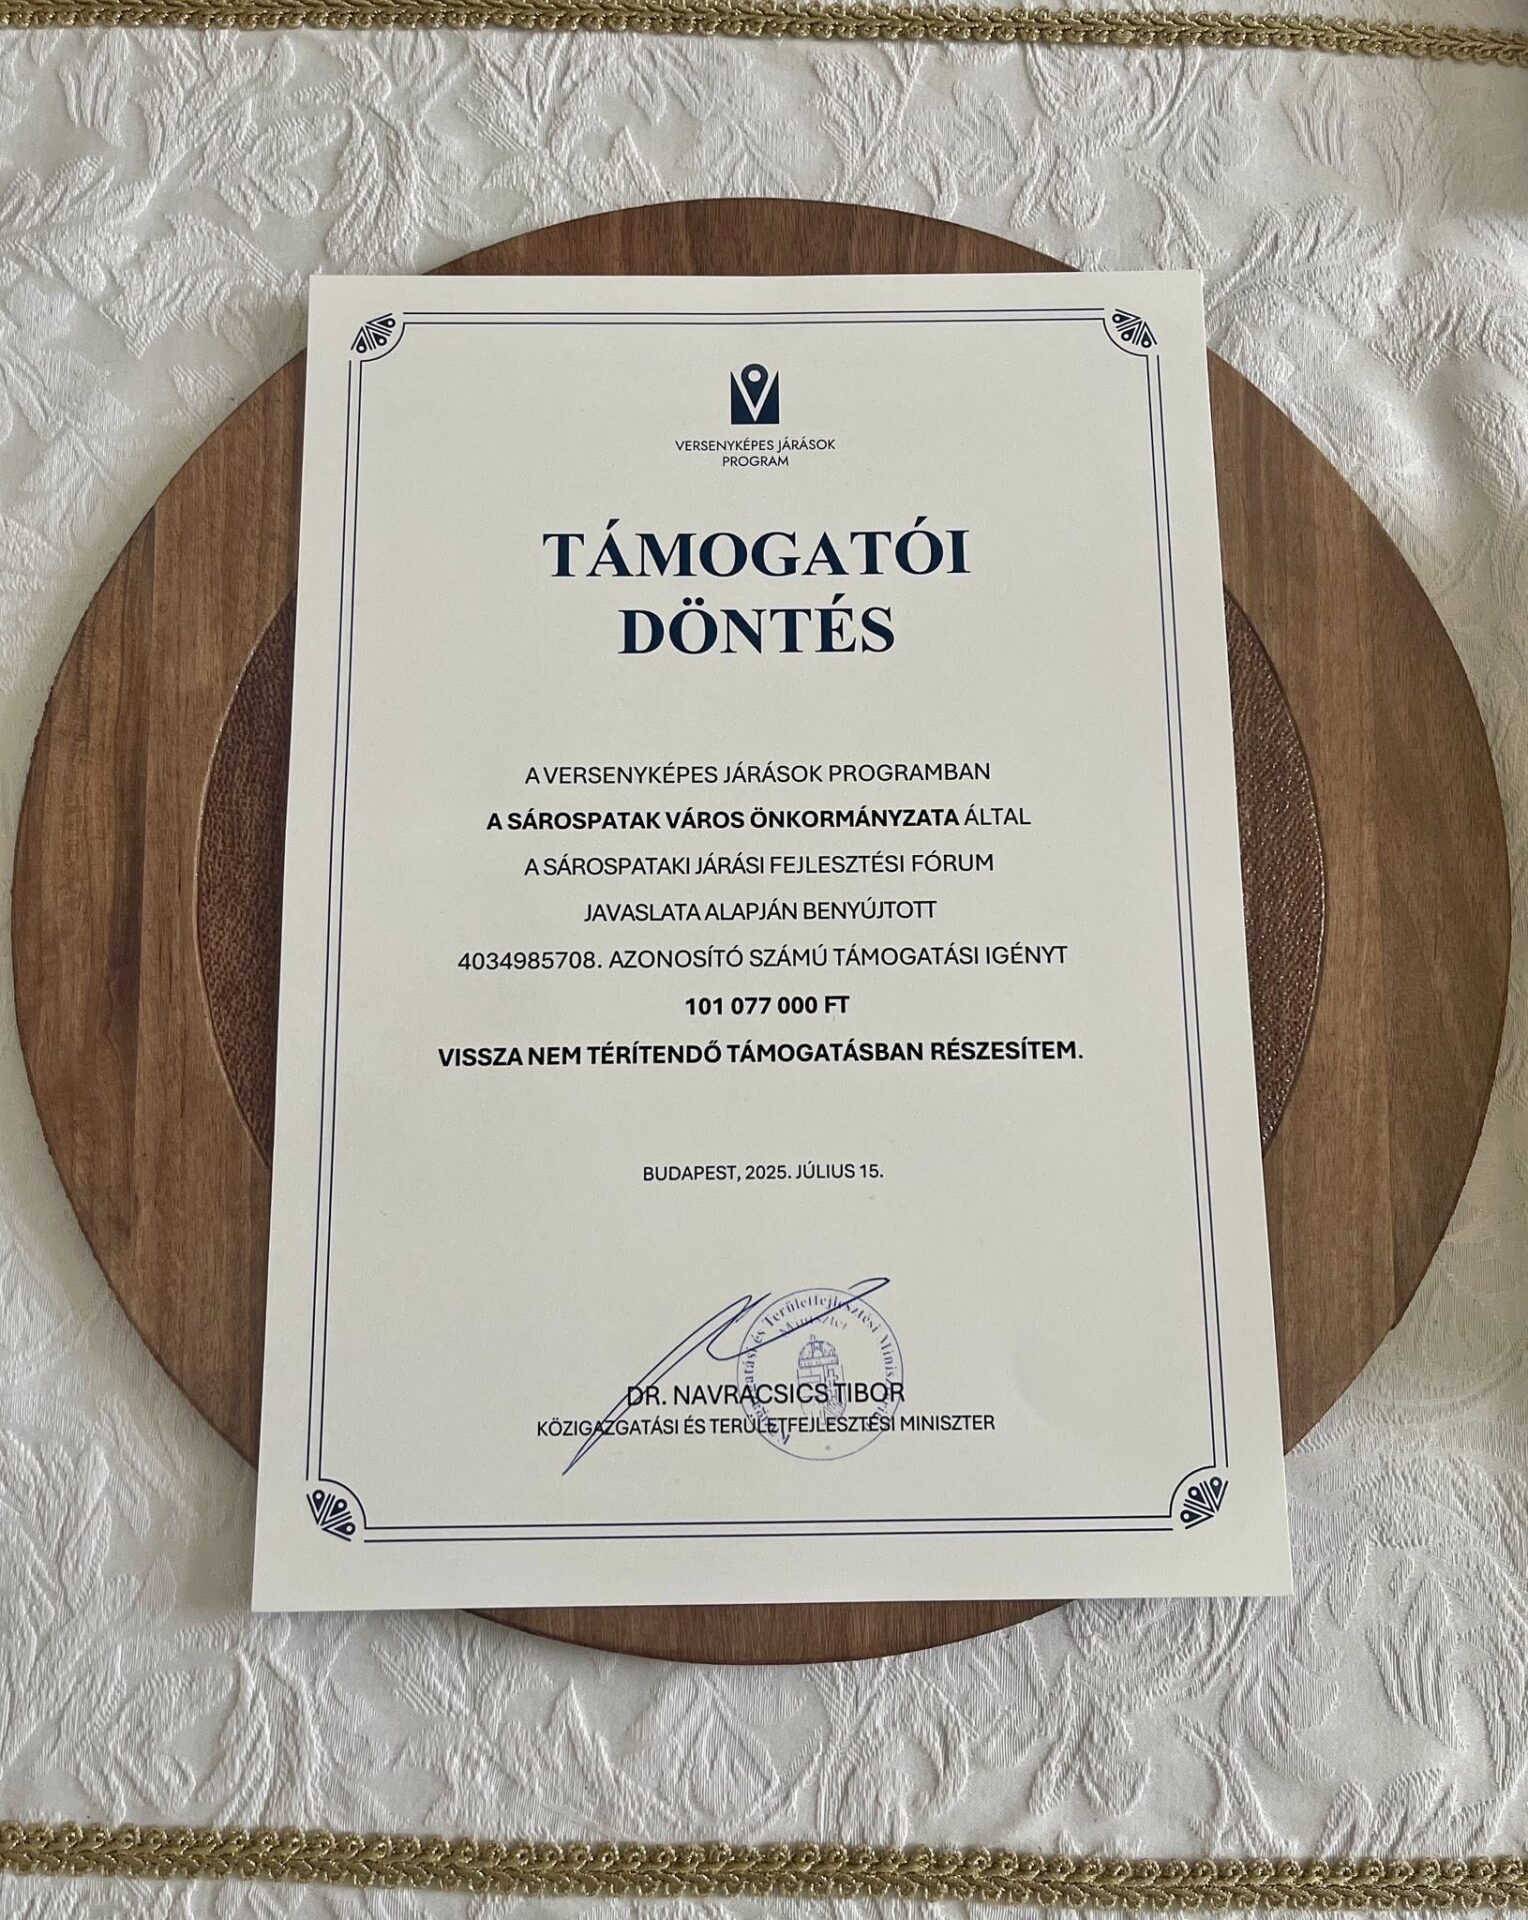 VERSENYKÉPES JÁRÁSOK
PROGRAM
TÁMOGATÓI
DÖNTÉS
A VERSENYKÉPES JÁRÁSOK PROGRAMBAN
A SÁROSPATAK VÁROS ÖNKORMÁNYZATA ÁLTAL
A SÁROSPATAKI JÁRÁSI FEJLESZTÉSI FÓRUM
JAVASLATA ALAPJÁN BENYÚJTOTT
4034985708. AZONOSÍTÓ SZÁMÚ TÁMOGATÁSI IGÉNYT
101 077 000 FT
VISSZA NEM TÉRÍTENDŐ TÁMOGATÁSBAN RÉSZESÍTEM.
BUDAPEST, 2025. JÚLIUS 15.
és Területfejlesztési
DR. NAVRACSICS TIBOR
KÖZIGAZGATÁSI ÉS TERÜLETFEJLESZTÉSI MINISZTER